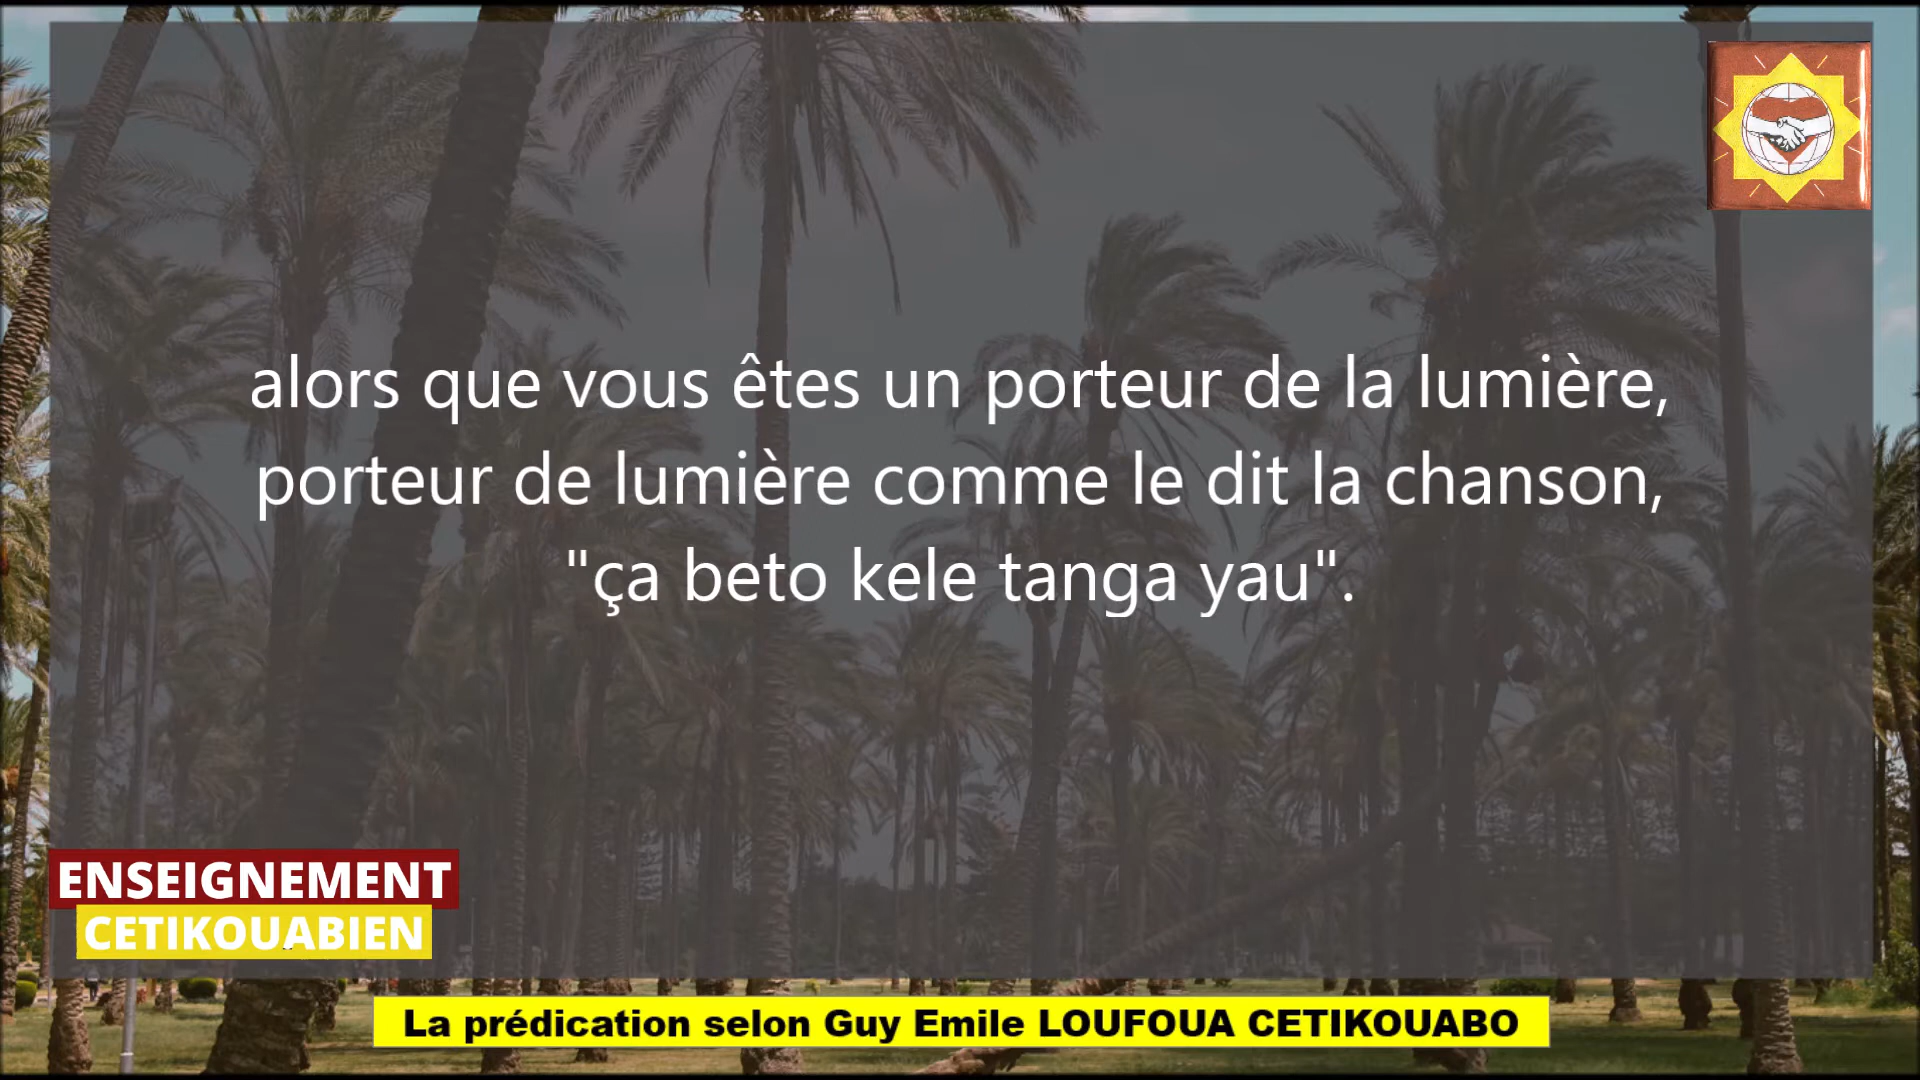 alors que vous êtes un porteur de la lumière,
porteur de lumière comme le dit la chanson,
"ça beto kele tanga yau".
ENSEIGNEMENT
CETIKOUABIEN
La prédication selon Guy Emile LOUFOUA CETIKOUABO